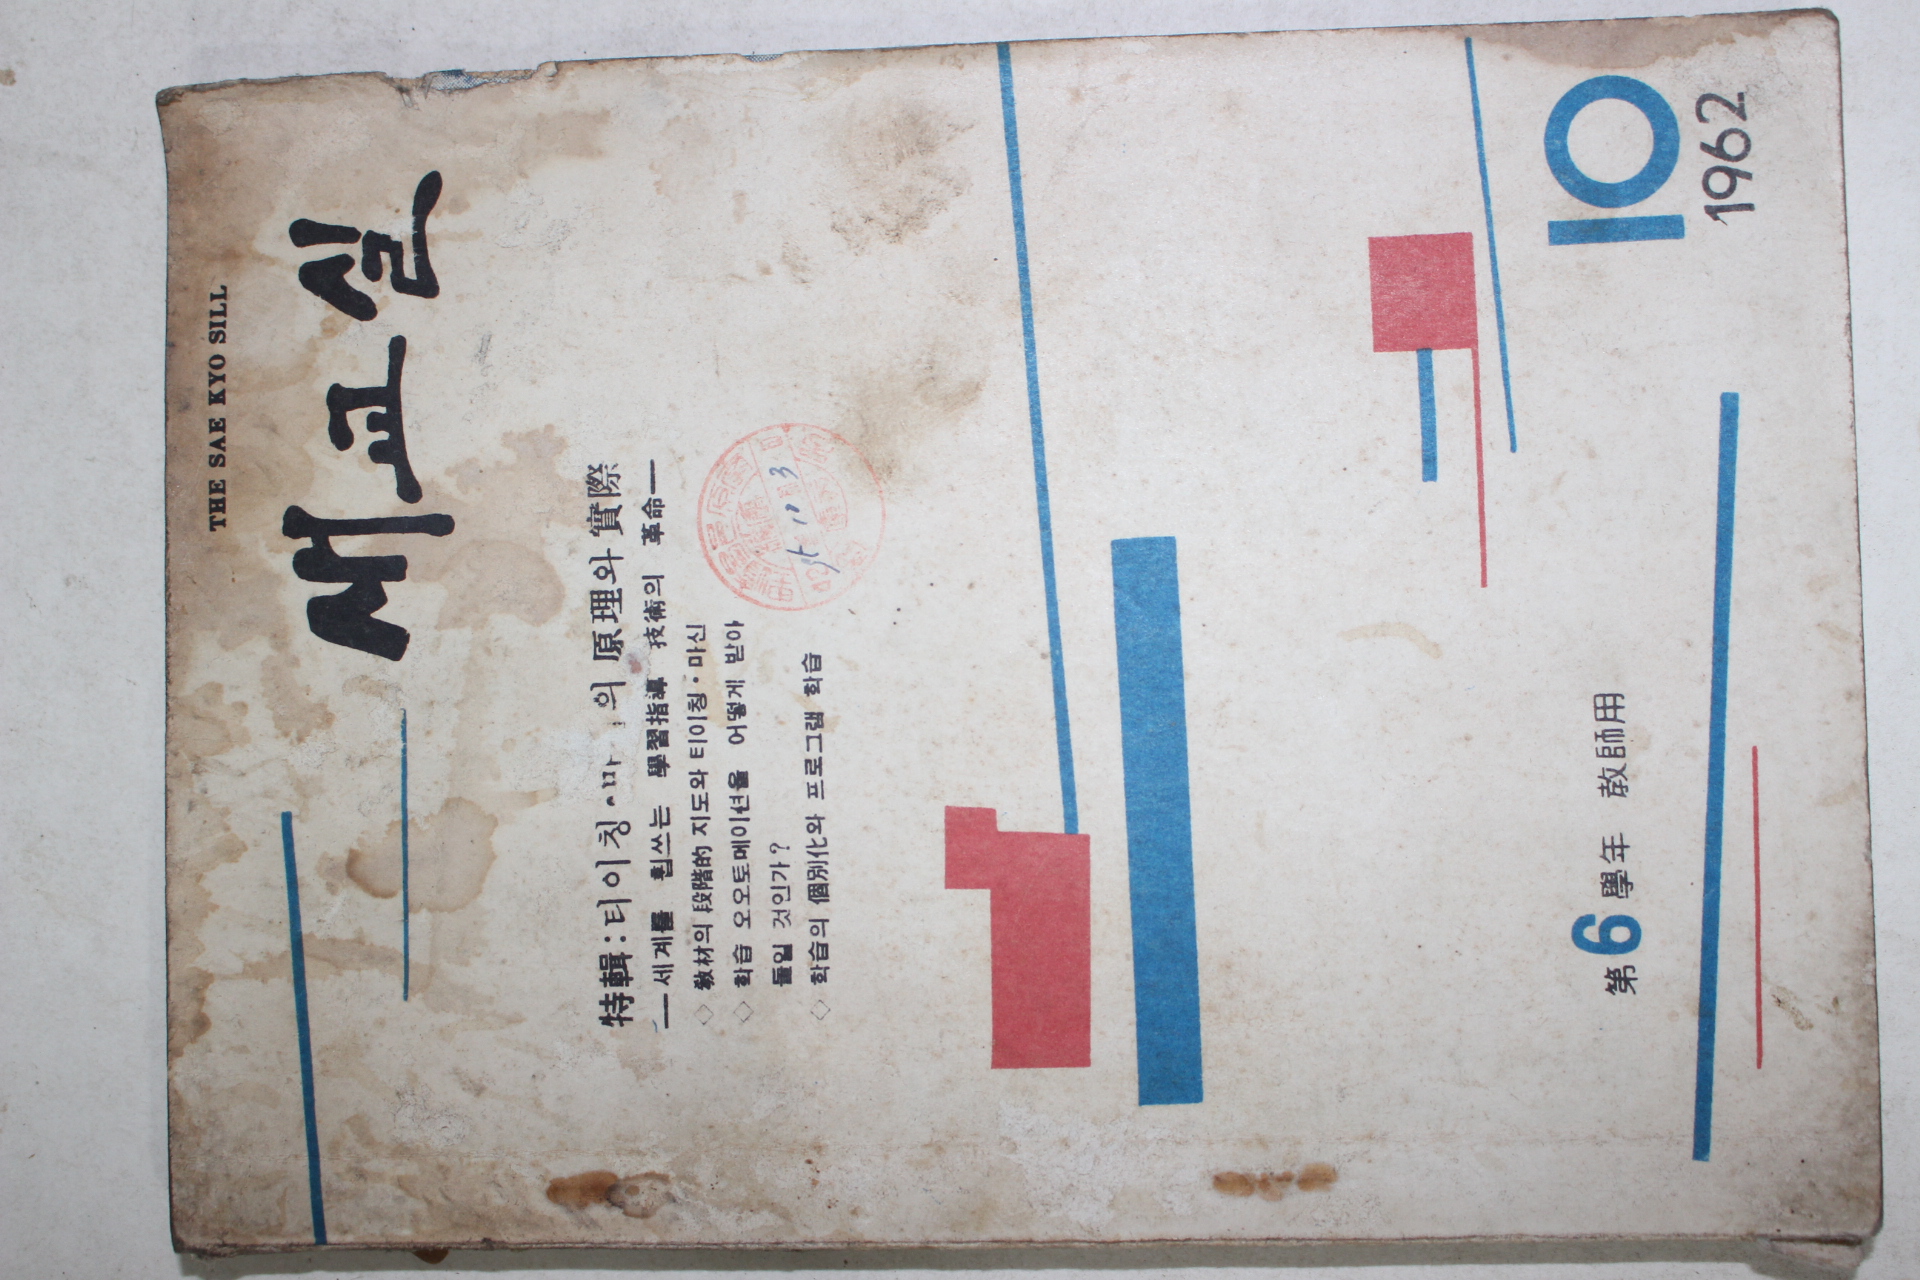 THE SAE KYO SILL
새교실
特輯:티이칭·마 의 原理와 實際
—세계를 휩쓰는 學習指導 技術의 革命—
◇ 敎材의 段階的 지도와 티이칭·마신
◇ 학습 오오토메이션을 어떻게 받아
들일 것인가?
◇ 학습의 個別化와 프로그램 학습
10
1962
第6學年 敎師用